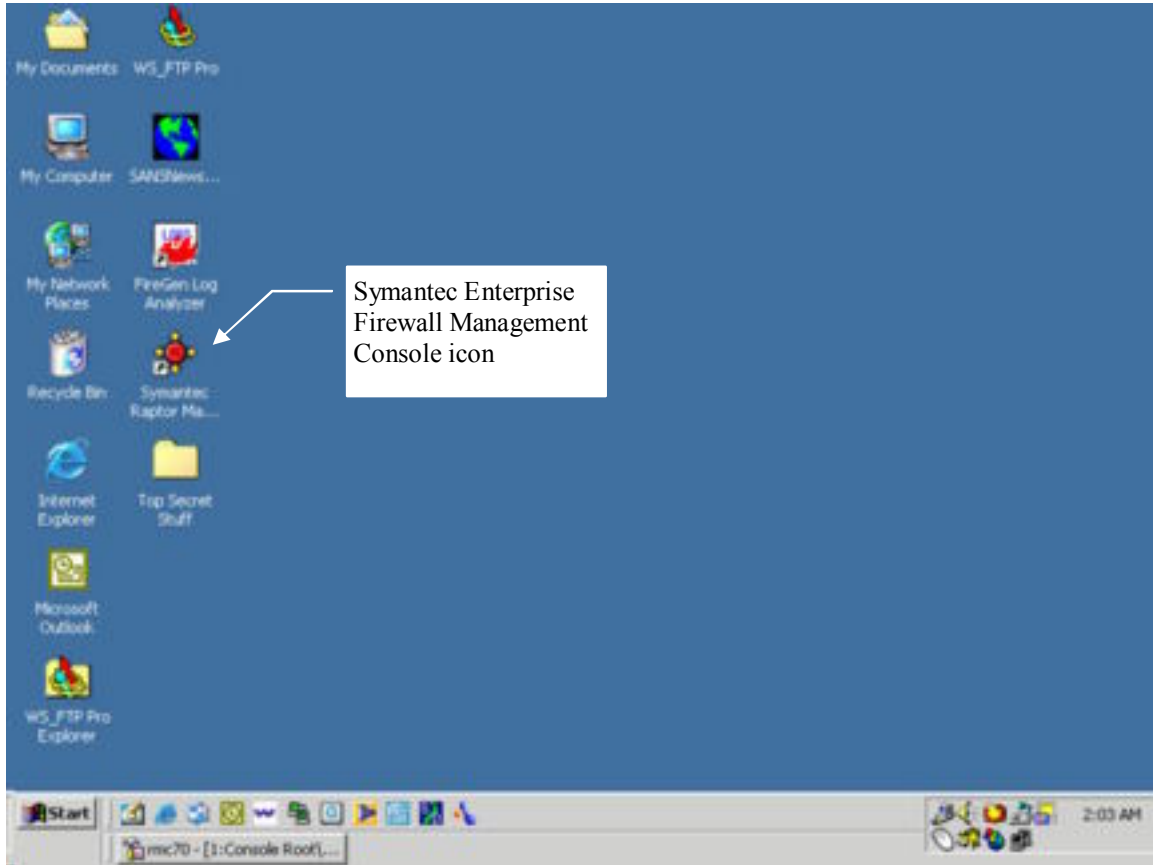 My Documents
WS_FTP Pro
My Computer
SANSNews...
My Network
Places
FireGen Log
Analyzer
Symantec Enterprise
Firewall Management
Console icon
Recycle Bin
Symantec
Raptor Ma...
Internet
Explorer
Top Secret
Stuff
Microsoft
Outlook
WS_FTP Pro
Explorer
Start
2:03 AM
rmc70 - [1:Console Root\,...